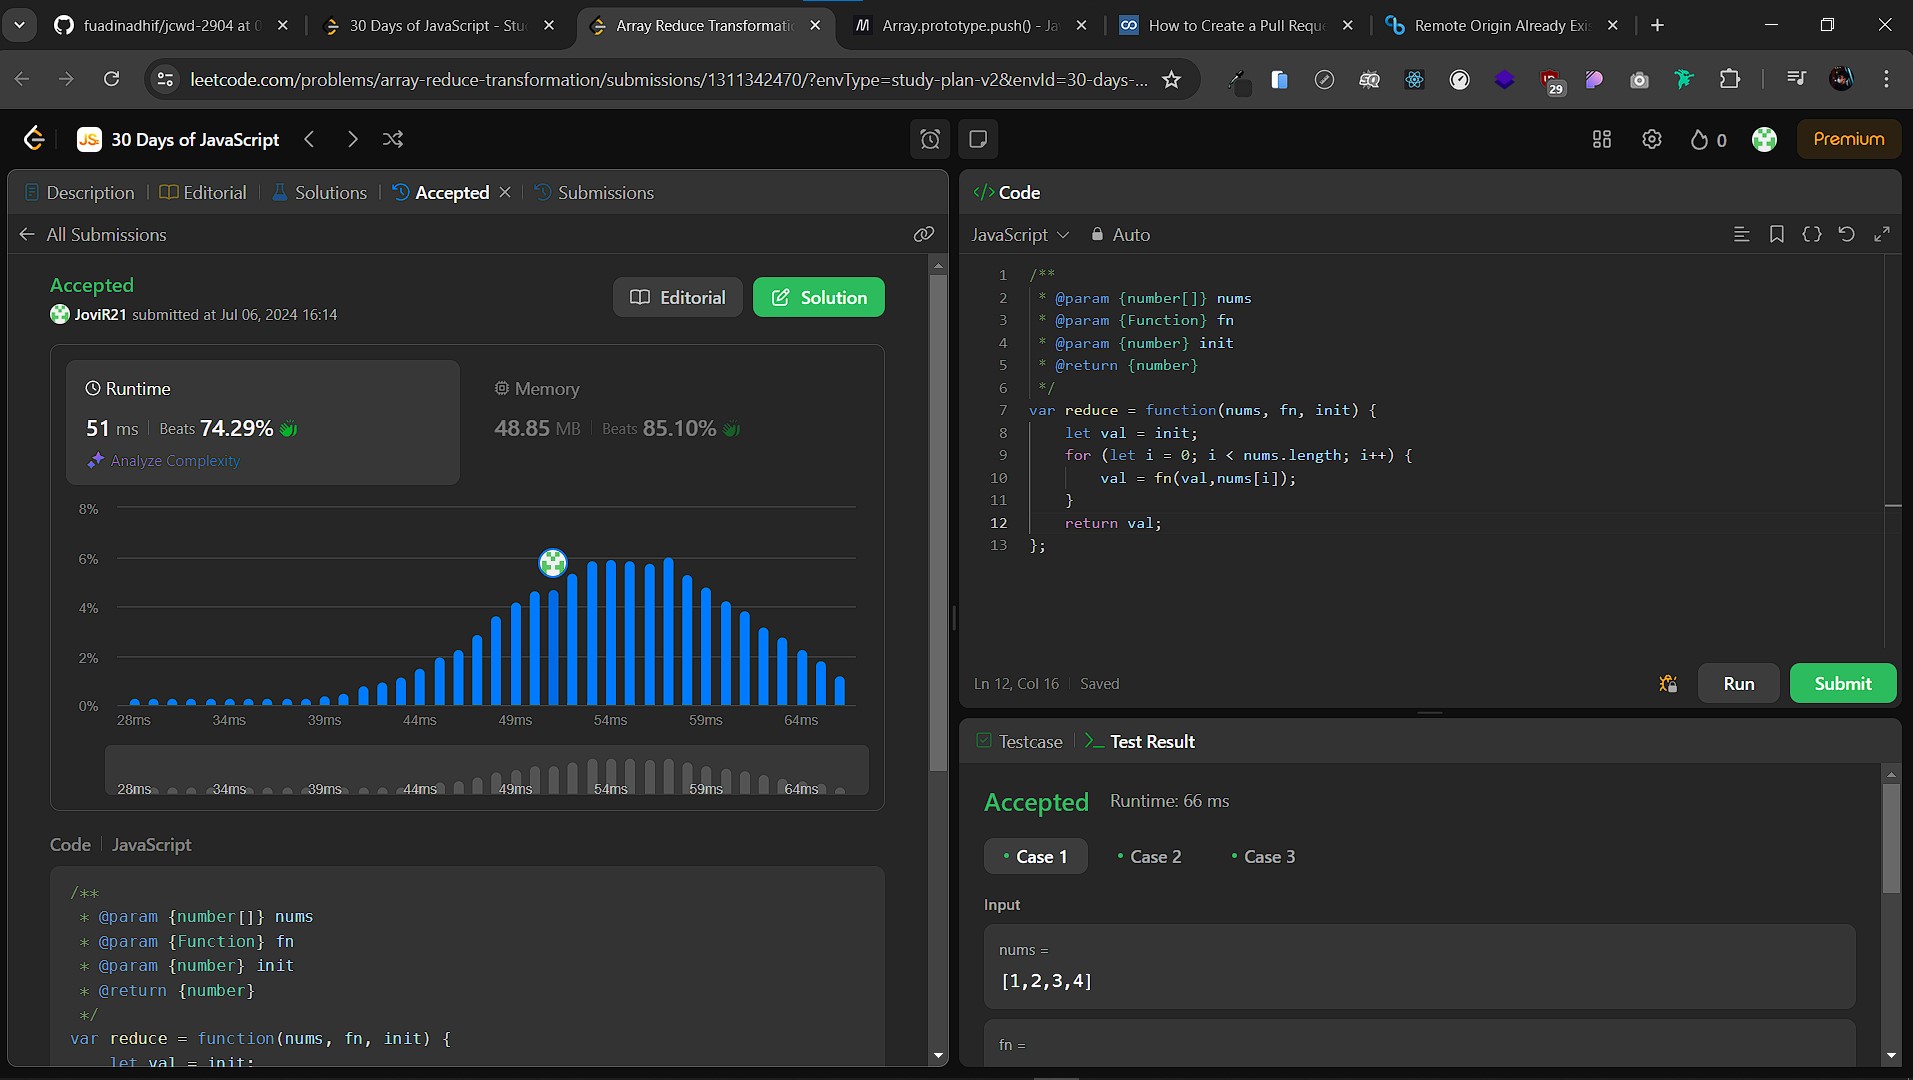 fuadinadhif/jcwd-2904 at 0
30 Days of JavaScript - Stu
Array Reduce Transformati
Array.prototype.push() - Ja
How to Create a Pull Reque
Remote Origin Already Exis
leetcode.com/problems/array-reduce-transformation/submissions/1311342470/?envType=study-plan-v2&envId=30-days-...
29
JS 30 Days of JavaScript
0
Premium
Description
Editorial
Solutions
Accepted
Submissions
All Submissions
Accepted
JoviR21 submitted at Jul 06, 2024 16:14
Editorial
Solution
Runtime
51 ms | Beats 74.29%
Analyze Complexity
Memory
48.85 MB | Beats 85.10%
8%
6%
4%
2%
0%
28ms 34ms 39ms 44ms 49ms 54ms 59ms 64ms
28ms 34ms 39ms 44ms 49ms 54ms 59ms 64ms
Code | JavaScript
/**
* @param {number[]} nums
* @param {Function} fn
* @param {number} init
* @return {number}
*/
var reduce = function(nums, fn, init) {
let val = init;
</> Code
JavaScript
Auto
1 /**
2 * @param {number[]} nums
3 * @param {Function} fn
4 * @param {number} init
5 * @return {number}
6 */
7 var reduce = function(nums, fn, init) {
8 let val = init;
9 for (let i = 0; i < nums.length; i++) {
10 val = fn(val,nums[i]);
11 }
12 return val;
13 };
Ln 12, Col 16 | Saved
Run
Submit
Testcase
>_ Test Result
Accepted Runtime: 66 ms
• Case 1 • Case 2 • Case 3
Input
nums =
[1,2,3,4]
fn =